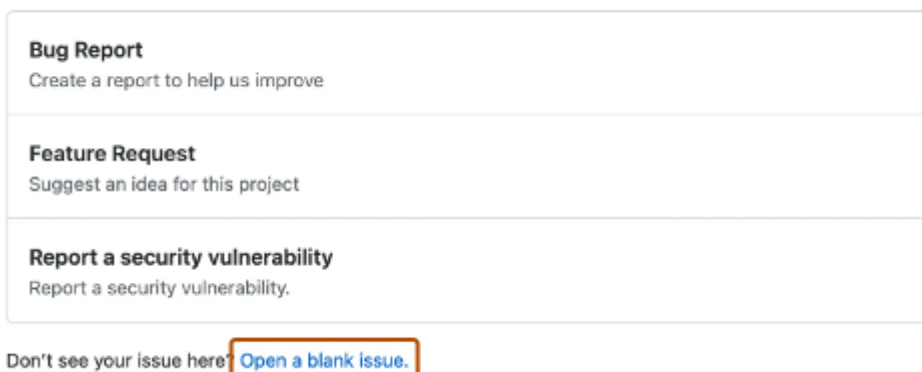 Bug Report
Create a report to help us improve
Feature Request
Suggest an idea for this project
Report a security vulnerability
Report a security vulnerability.
Don't see your issue here? Open a blank issue.